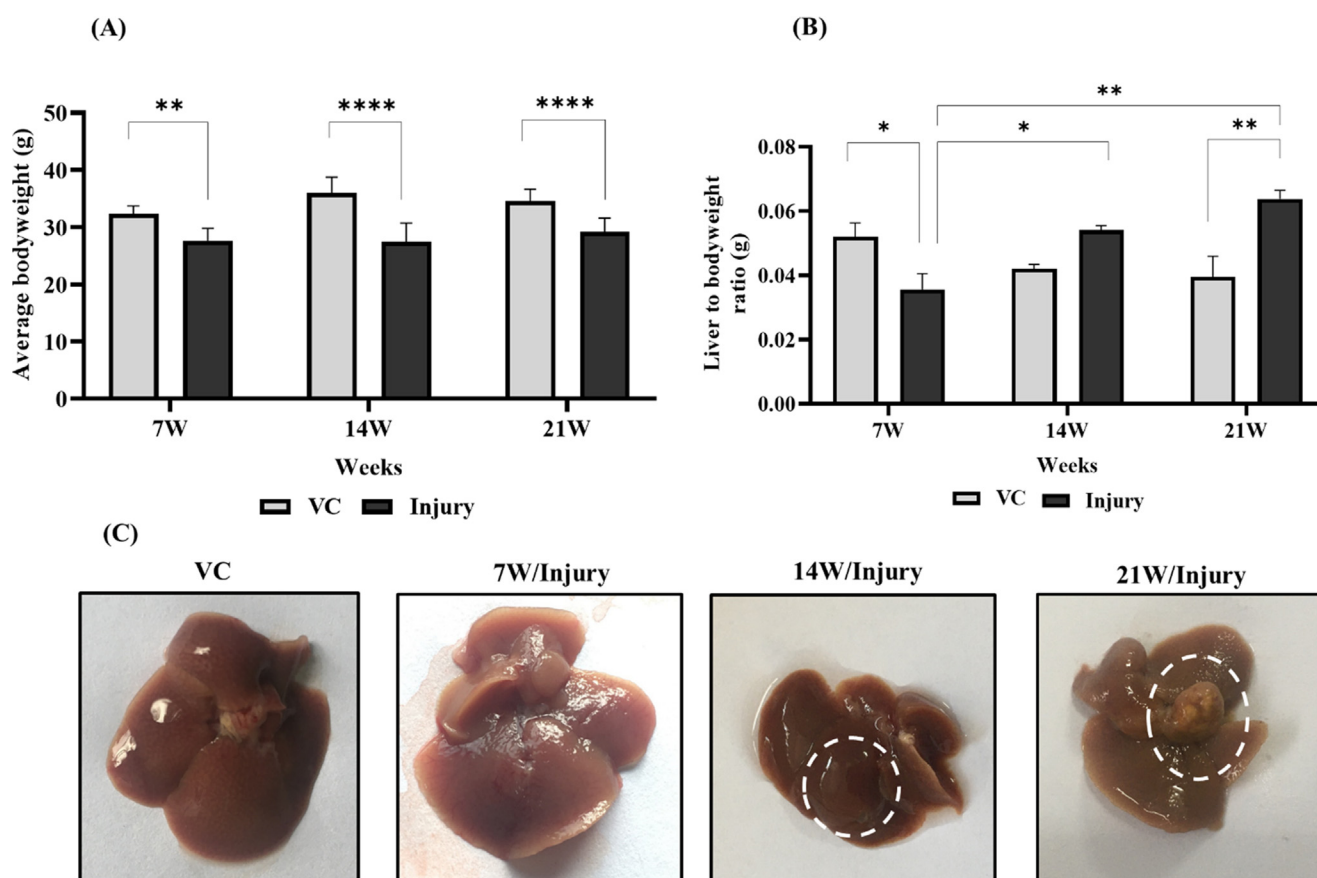 (A)
**
****
****
50
40
30
20
10
0
Average bodyweight (g)
7W
14W
21W
Weeks
VC
Injury
(B)
**
*
*
**
0.08
0.06
0.04
0.02
0.00
Liver to bodyweight
ratio (g)
7W
14W
21W
Weeks
VC
Injury
(C)
VC
7W/Injury
14W/Injury
21W/Injury